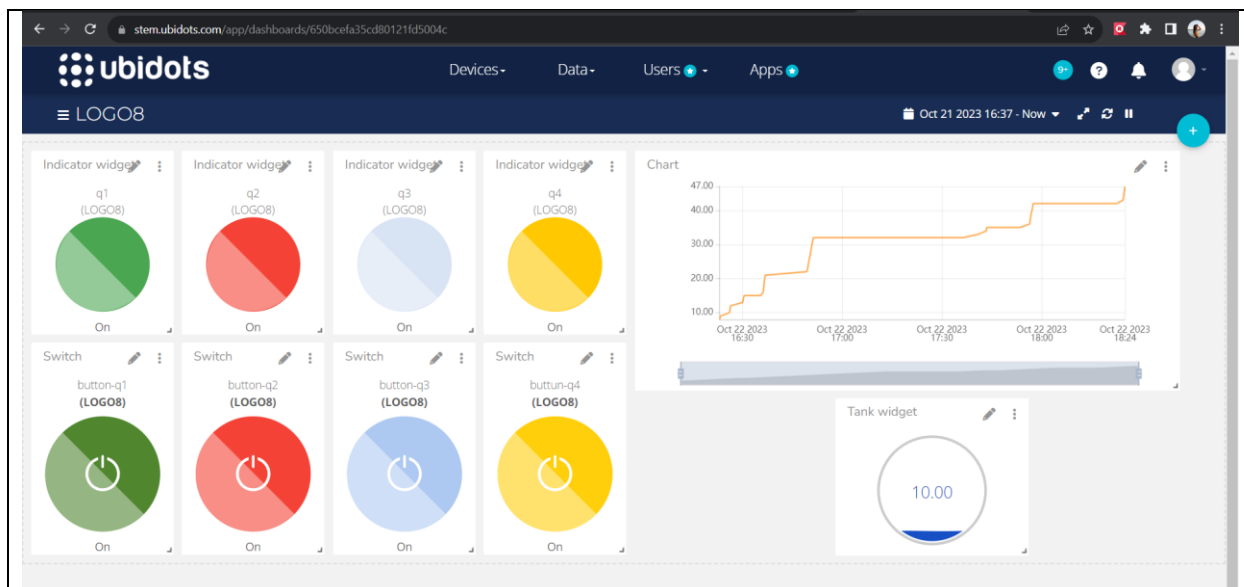 stem.ubidots.com/app/dashboards/650bcefa35cd80121fd5004c
ubidots
Devices
Data
Users
Apps
9+
?
LOGO8
Oct 21 2023 16:37 - Now
+
Indicator widget
q1
(LOGO8)
On
Indicator widget
q2
(LOGO8)
On
Indicator widget
q3
(LOGO8)
On
Indicator widget
q4
(LOGO8)
On
Chart
47.00
40.00
30.00
20.00
10.00
Oct 22 2023
16:30
Oct 22 2023
17:00
Oct 22 2023
17:30
Oct 22 2023
18:00
Oct 22 2023
18:24
Switch
button-q1
(LOGO8)
On
Switch
button-q2
(LOGO8)
On
Switch
button-q3
(LOGO8)
On
Switch
buttun-q4
(LOGO8)
On
Tank widget
10.00